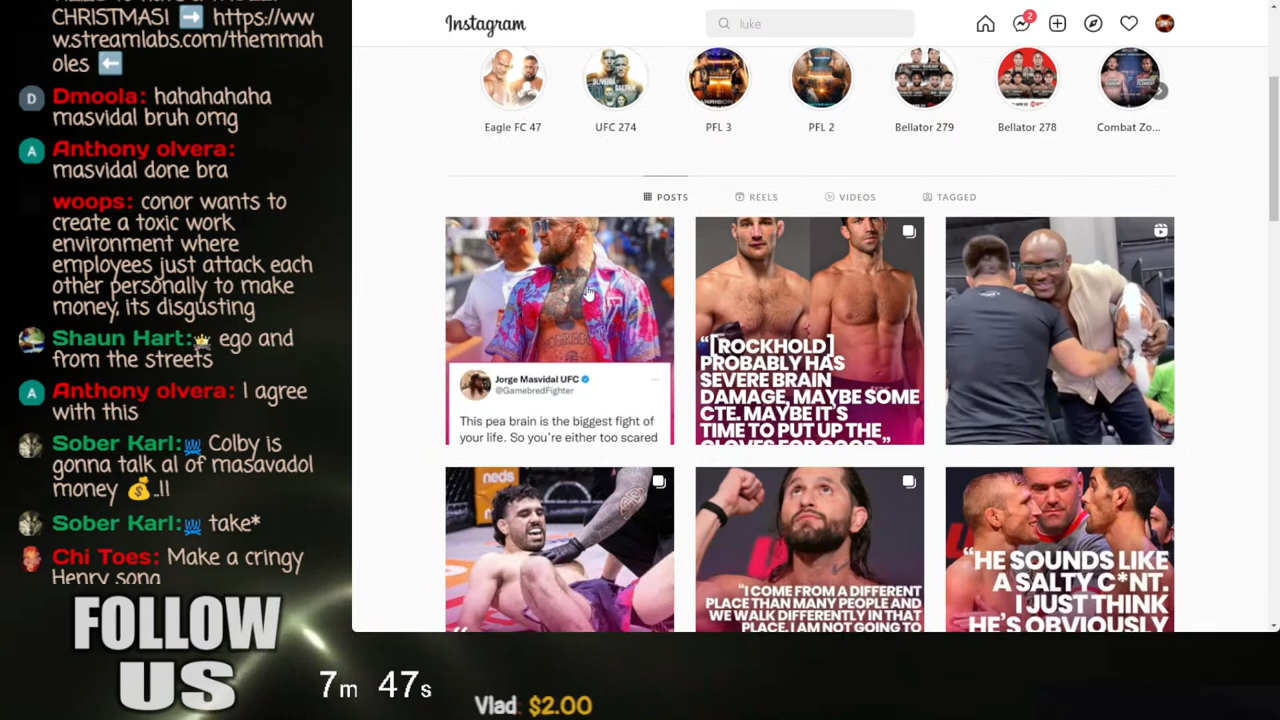 CHRISTMAS! ➡ https://ww
w.streamlabs.com/themmah
oles ⬅
D Dmoola: hahahahaha
masvidal bruh omg
A Anthony olvera:
masvidal done bra
woops: conor wants to
create a toxic work
environment where
employees just attack each
other personally to make
money, its disgusting
Shaun Hart: ego and
from the streets
A Anthony olvera: I agree
with this
Sober Karl: Colby is
gonna talk al of masavadol
money 💰..!!
Sober Karl: take*
Chi Toes: Make a cringy
Henry song
FOLLOW
US
7m 47s
Vlad: $2.00
Instagram
luke
2
Eagle FC 47
UFC 274
PFL 3
PFL 2
Bellator 279
Bellator 278
Combat Zo...
POSTS
REELS
VIDEOS
TAGGED
Jorge Masvidal UFC
@GamebredFighter
This pea brain is the biggest fight of
your life. So you're either too scared
“[ROCKHOLD]
PROBABLY HAS
SEVERE BRAIN
DAMAGE, MAYBE SOME
CTE. MAYBE IT'S
TIME TO PUT UP THE
GLOVES FOR GOOD.”
neds
“I COME FROM A DIFFERENT
PLACE THAN MANY PEOPLE AND
WE WALK DIFFERENTLY IN THAT
PLACE. I AM NOT GOING TO
“HE SOUNDS LIKE
A SALTY C*NT.
I JUST THINK
HE'S OBVIOUSLY